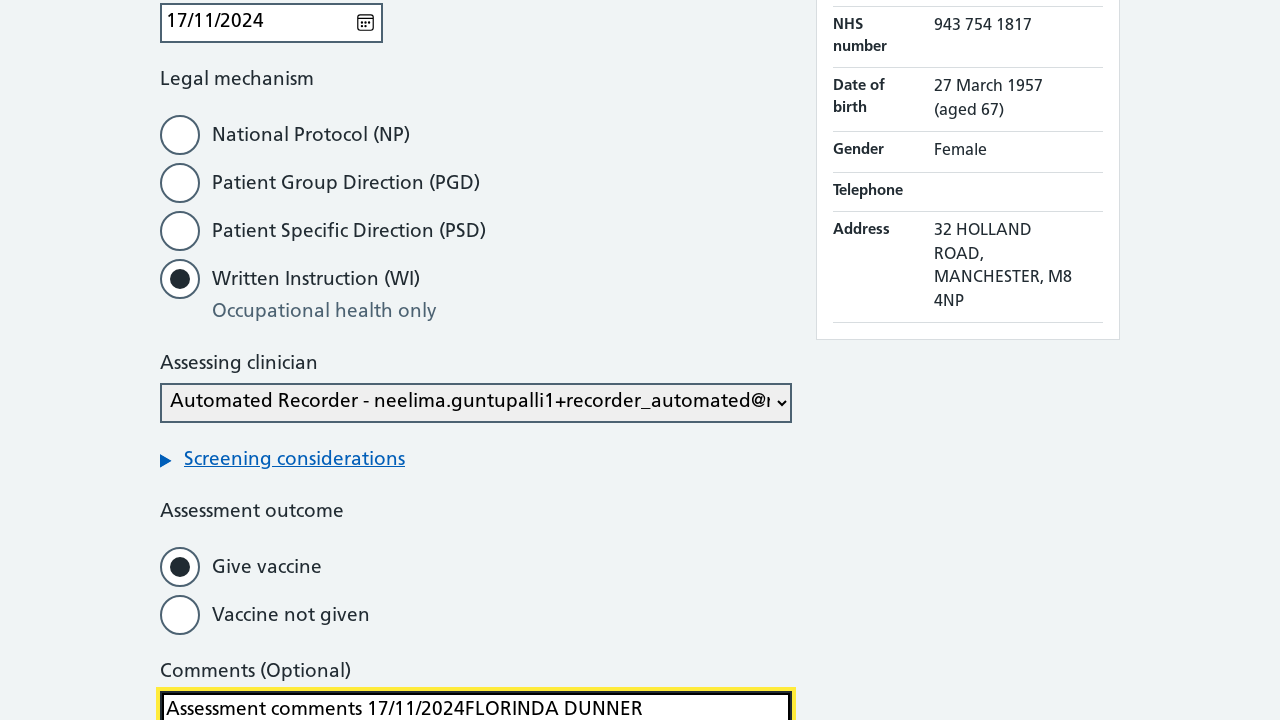 17/11/2024
Legal mechanism
National Protocol (NP)
Patient Group Direction (PGD)
Patient Specific Direction (PSD)
Written Instruction (WI)
Occupational health only
Assessing clinician
Automated Recorder - neelima.guntupalli1+recorder_automated@
Screening considerations
Assessment outcome
Give vaccine
Vaccine not given
Comments (Optional)
Assessment comments 17/11/2024FLORINDA DUNNER
NHS number
943 754 1817
Date of birth
27 March 1957
(aged 67)
Gender
Female
Telephone
Address
32 HOLLAND
ROAD,
MANCHESTER, M8
4NP